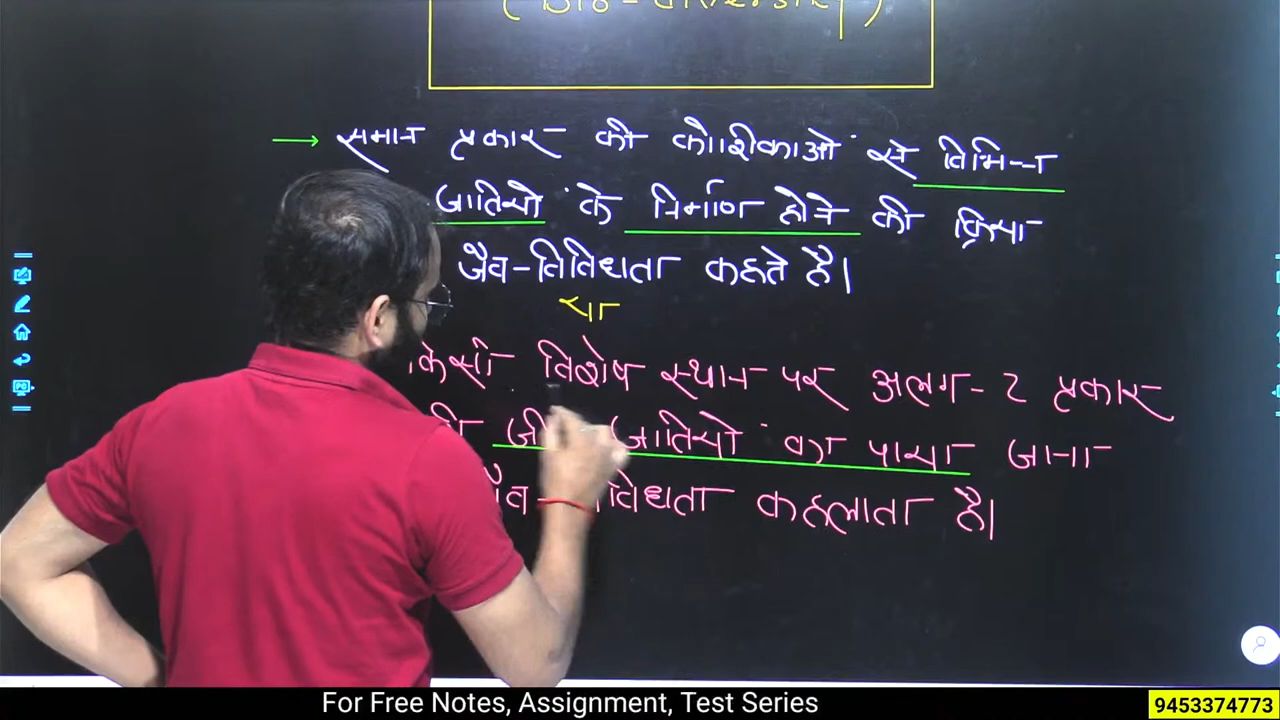 समान प्रकार की कोशिकाओं से विभिन्न
जातियों के निर्माण होने की क्रिया
जैव-विविधता कहते है।
या
किसी विशेष स्थान पर अलग-2 प्रकार
जातियों का पाया जाना
विविधता कहलाता है।
For Free Notes, Assignment, Test Series
9453374773